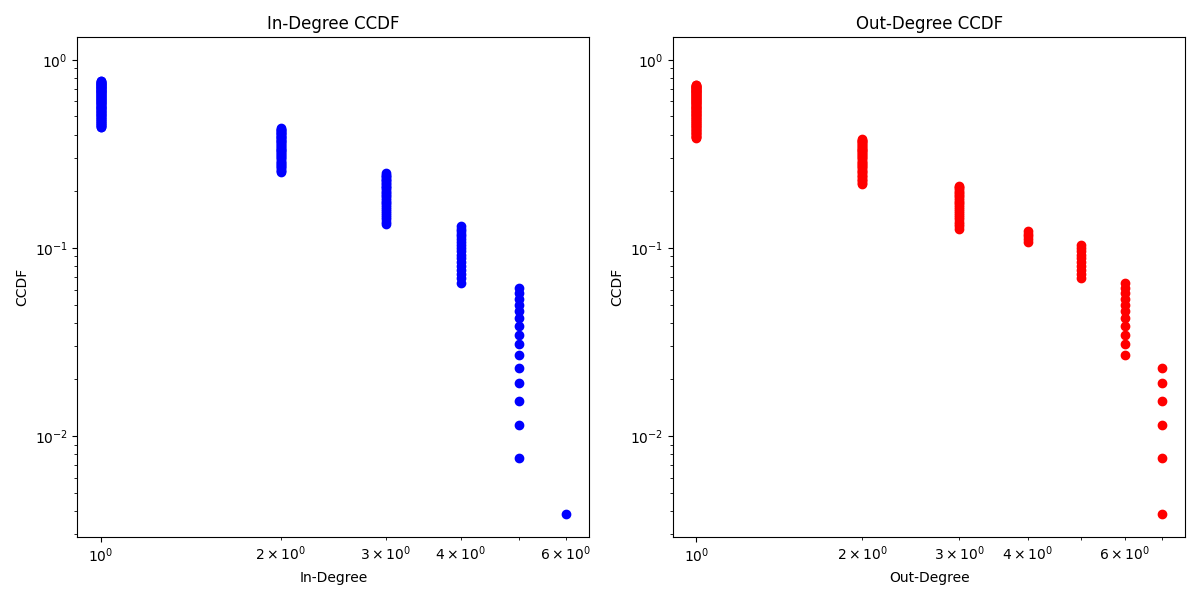 In-Degree CCDF
CCDF
10⁰
10⁻¹
10⁻²
10⁰
2 × 10⁰
3 × 10⁰
4 × 10⁰
6 × 10⁰
In-Degree
Out-Degree CCDF
CCDF
10⁰
10⁻¹
10⁻²
10⁰
2 × 10⁰
3 × 10⁰
4 × 10⁰
6 × 10⁰
Out-Degree